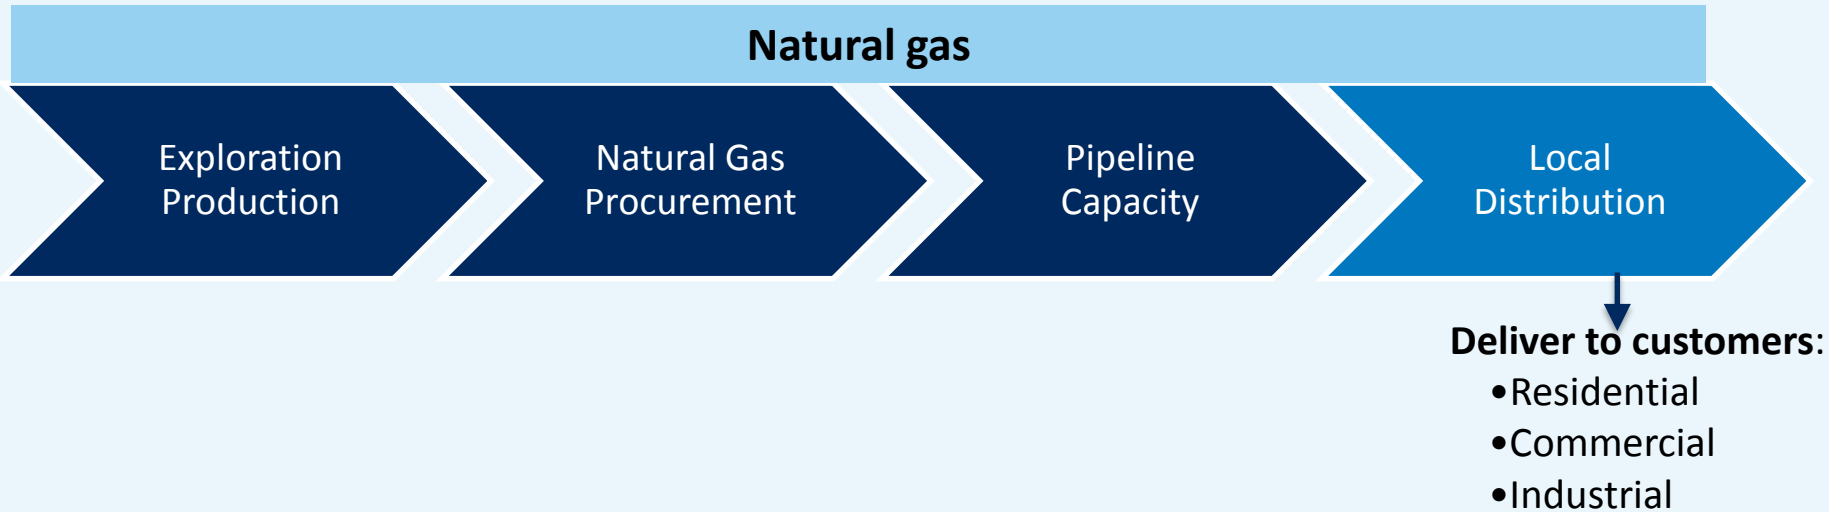 Natural gas
Exploration
Production
Natural Gas
Procurement
Pipeline
Capacity
Local
Distribution
Deliver to customers:
•Residential
•Commercial
•Industrial